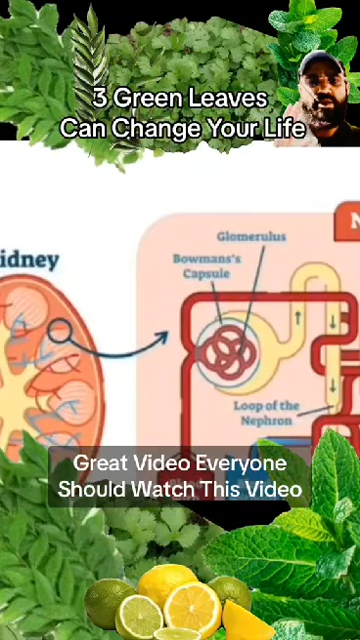 3 Green Leaves
Can Change Your Life
idney
N
Glomerulus
Bowmans's
Capsule
Loop of the
Nephron
Great Video Everyone
Should Watch This Video